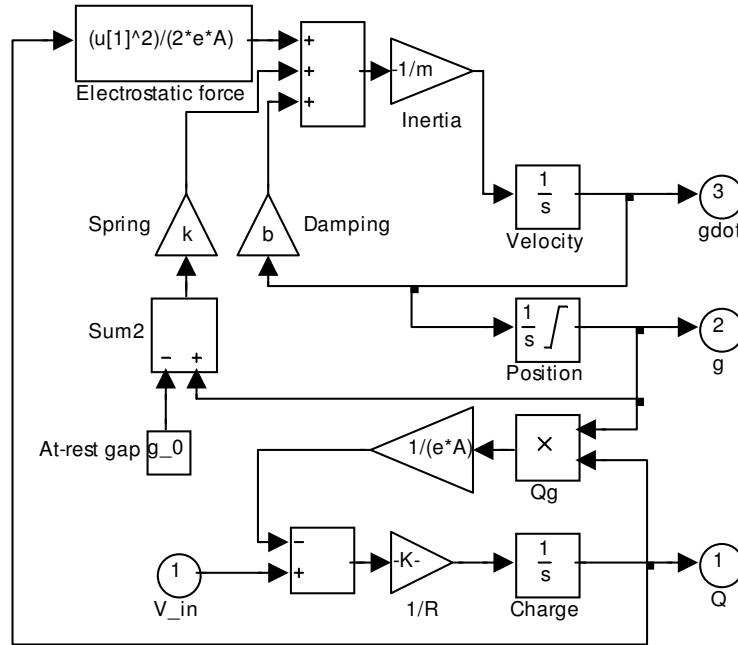 (u[1]^2)/(2*e*A)
Electrostatic force
+
+
+
-1/m
Inertia
1
s
Velocity
3
gdot
Spring
k
b
Damping
Sum2
−
+
1
s
Position
2
g
At-rest gap
g_0
1/(e*A)
×
Qg
1
V_in
−
+
-K-
1/R
1
s
Charge
1
Q